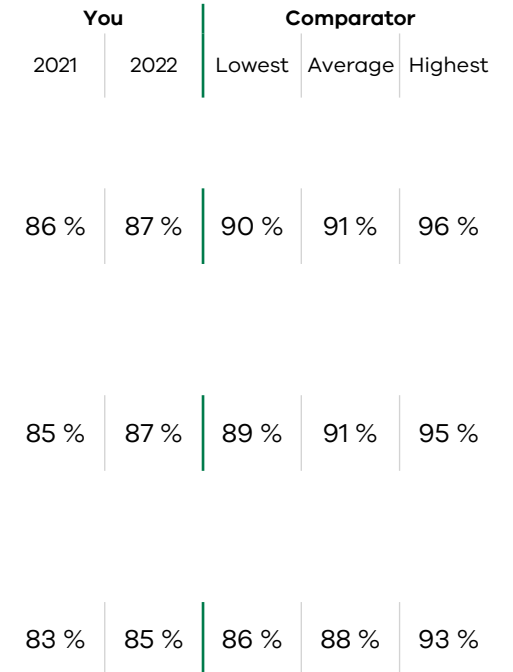 You Comparator
2021 2022 Lowest Average Highest
86 % 87 % 90 % 91 % 96 %
85 % 87 % 89 % 91 % 95 %
83 % 85 % 86 % 88 % 93 %